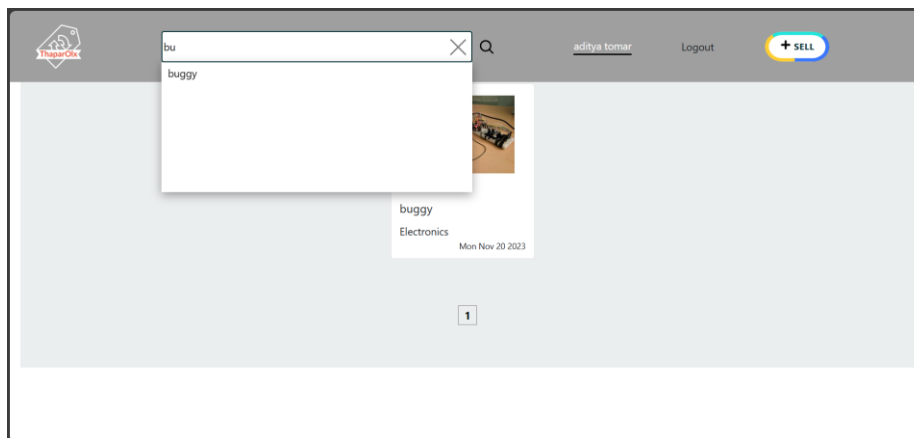 ThaparOlx
bu
aditya tomar
Logout
+ SELL
buggy
buggy
Electronics
Mon Nov 20 2023
1